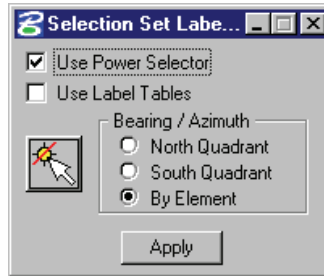 Selection Set Labe...
Use Power Selector
Use Label Tables
Bearing / Azimuth
North Quadrant
South Quadrant
By Element
Apply